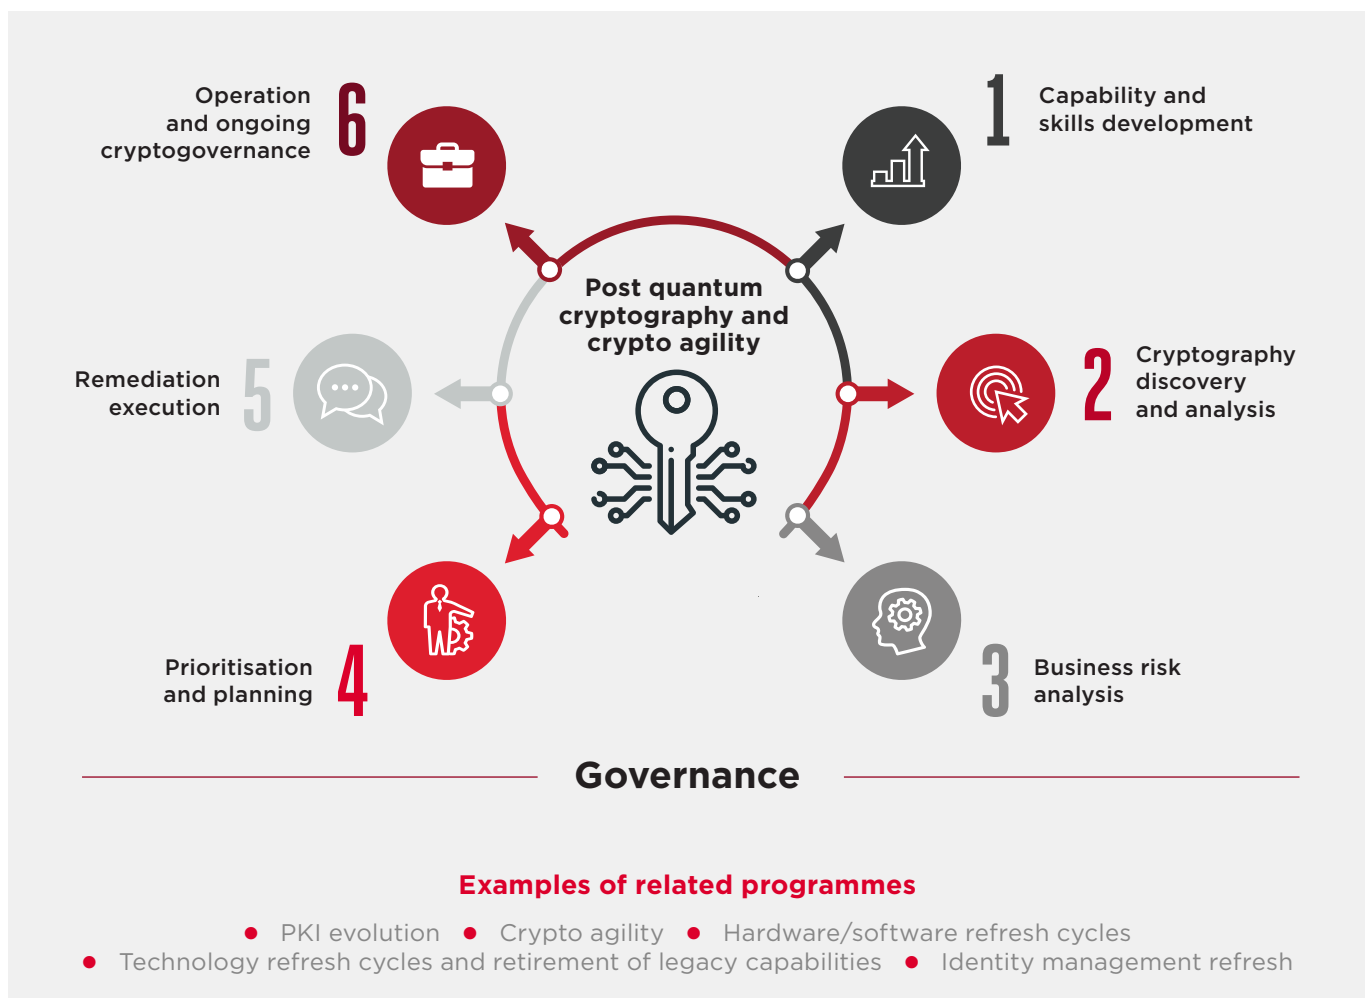 1
Capability and
skills development
2
Cryptography
discovery
and analysis
3
Business risk
analysis
4
Prioritisation
and planning
5
Remediation
execution
6
Operation
and ongoing
cryptogovernance
Post quantum
cryptography and
crypto agility
Governance
Examples of related programmes
● PKI evolution ● Crypto agility ● Hardware/software refresh cycles
● Technology refresh cycles and retirement of legacy capabilities ● Identity management refresh